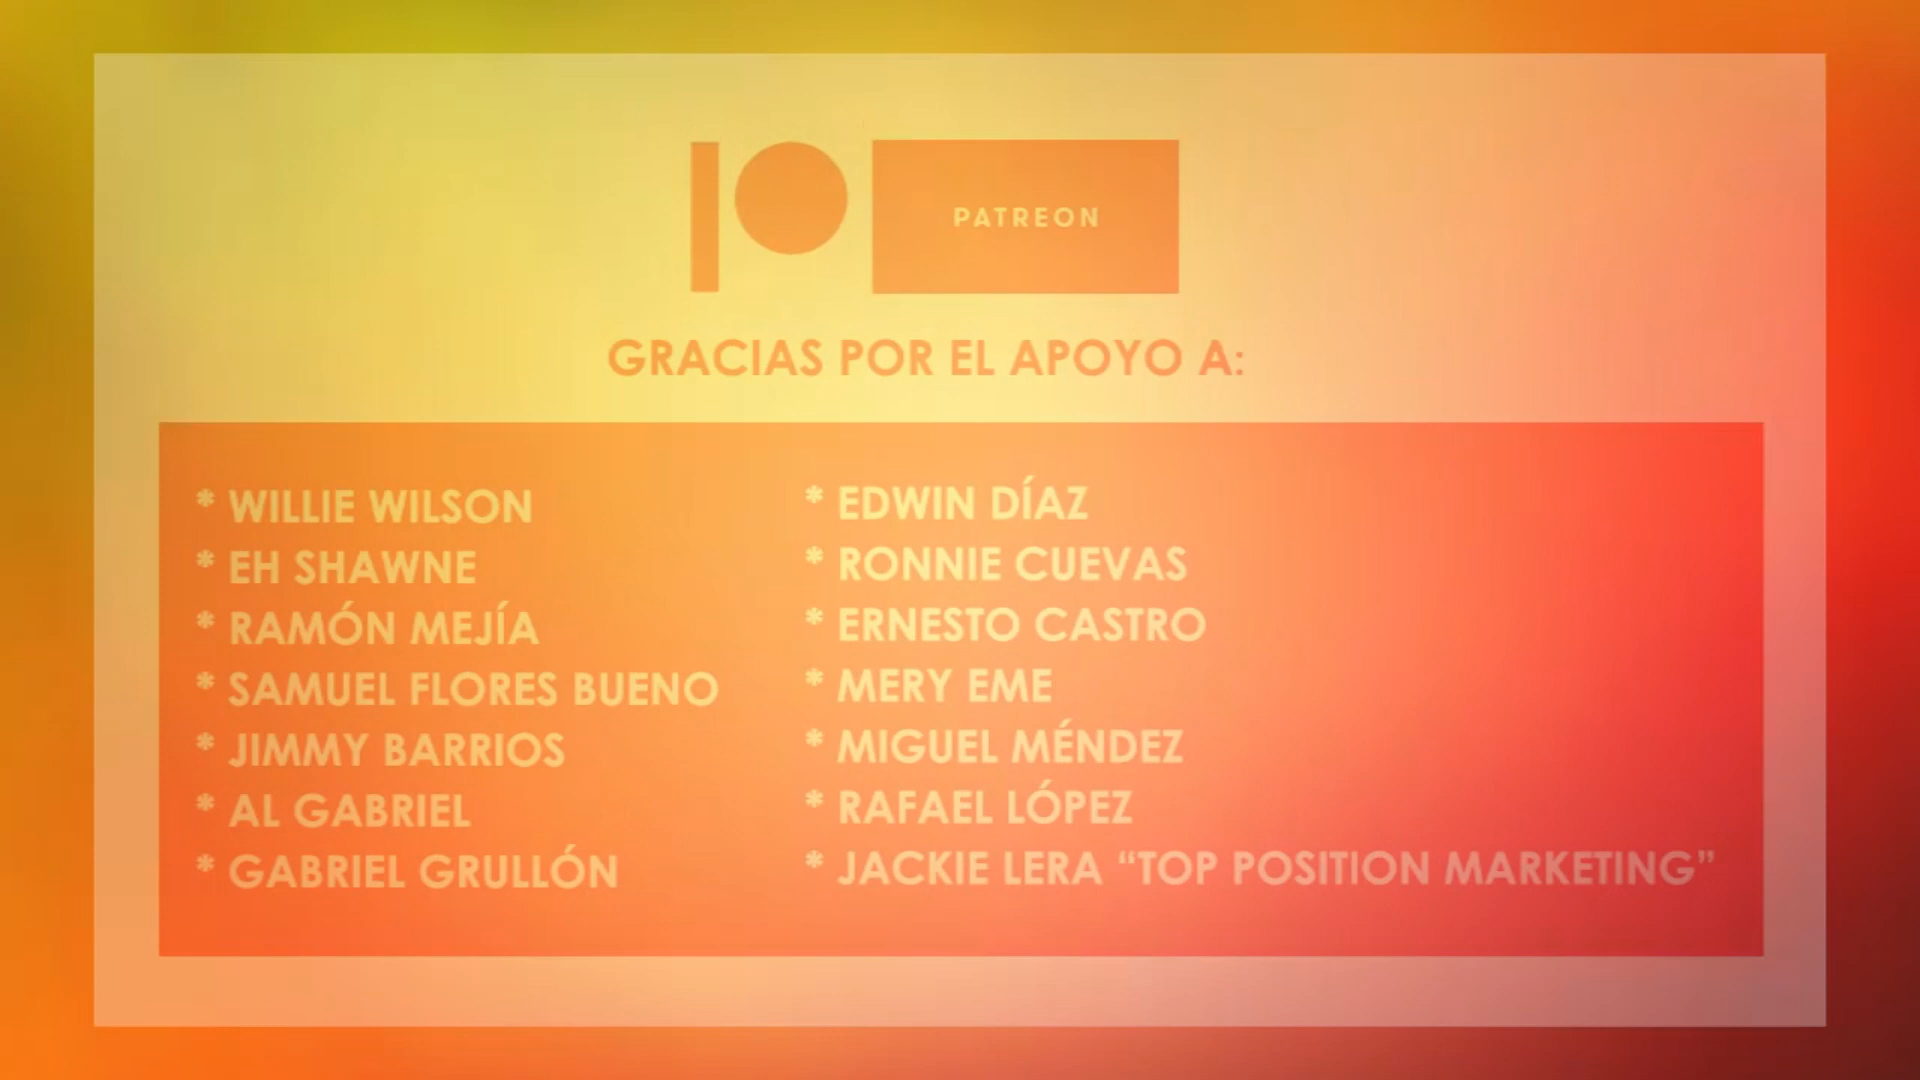 PATREON
GRACIAS POR EL APOYO A:
* WILLIE WILSON
* EH SHAWNE
* RAMÓN MEJÍA
* SAMUEL FLORES BUENO
* JIMMY BARRIOS
* AL GABRIEL
* GABRIEL GRULLÓN
* EDWIN DÍAZ
* RONNIE CUEVAS
* ERNESTO CASTRO
* MERY EME
* MIGUEL MÉNDEZ
* RAFAEL LÓPEZ
* JACKIE LERA “TOP POSITION MARKETING”